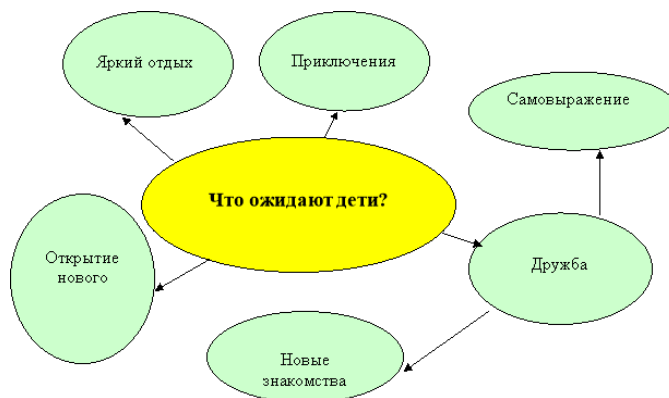 Яркий отдых
Приключения
Самовыражение
Что ожидают дети?
Открытие
нового
Дружба
Новые
знакомства